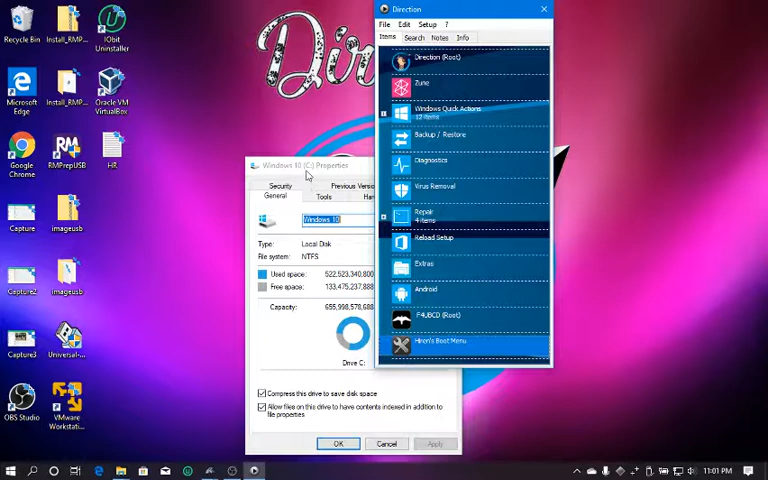 Recycle Bin
Install_RMP...
IObit
Uninstaller
Microsoft
Edge
Install_RMP...
Oracle VM
VirtualBox
Google
Chrome
RMPrepUSB
HR
Capture
imageusb
Capture2
imageusb
Capture3
Universal-...
OBS Studio
VMware
Workstati...
Dir
Windows 10 (C:) Properties
Security
Previous Versio
General
Tools
Har
Windows 10
Type:
Local Disk
File system:
NTFS
Used space:
522,523,340,800
Free space:
133,475,237,888
Capacity:
655,998,578,688
Drive C:
Compress this drive to save disk space
Allow files on this drive to have contents indexed in addition to
file properties
OK
Cancel
Apply
Direction
File
Edit
Setup
?
Items
Search
Notes
Info
Direction (Root)
Zune
Windows Quick Actions
12 items
Backup / Restore
Diagnostics
Virus Removal
Repair
4 items
Reload Setup
Extras
Android
F4UBCD (Root)
Hiren's Boot Menu
11:01 PM